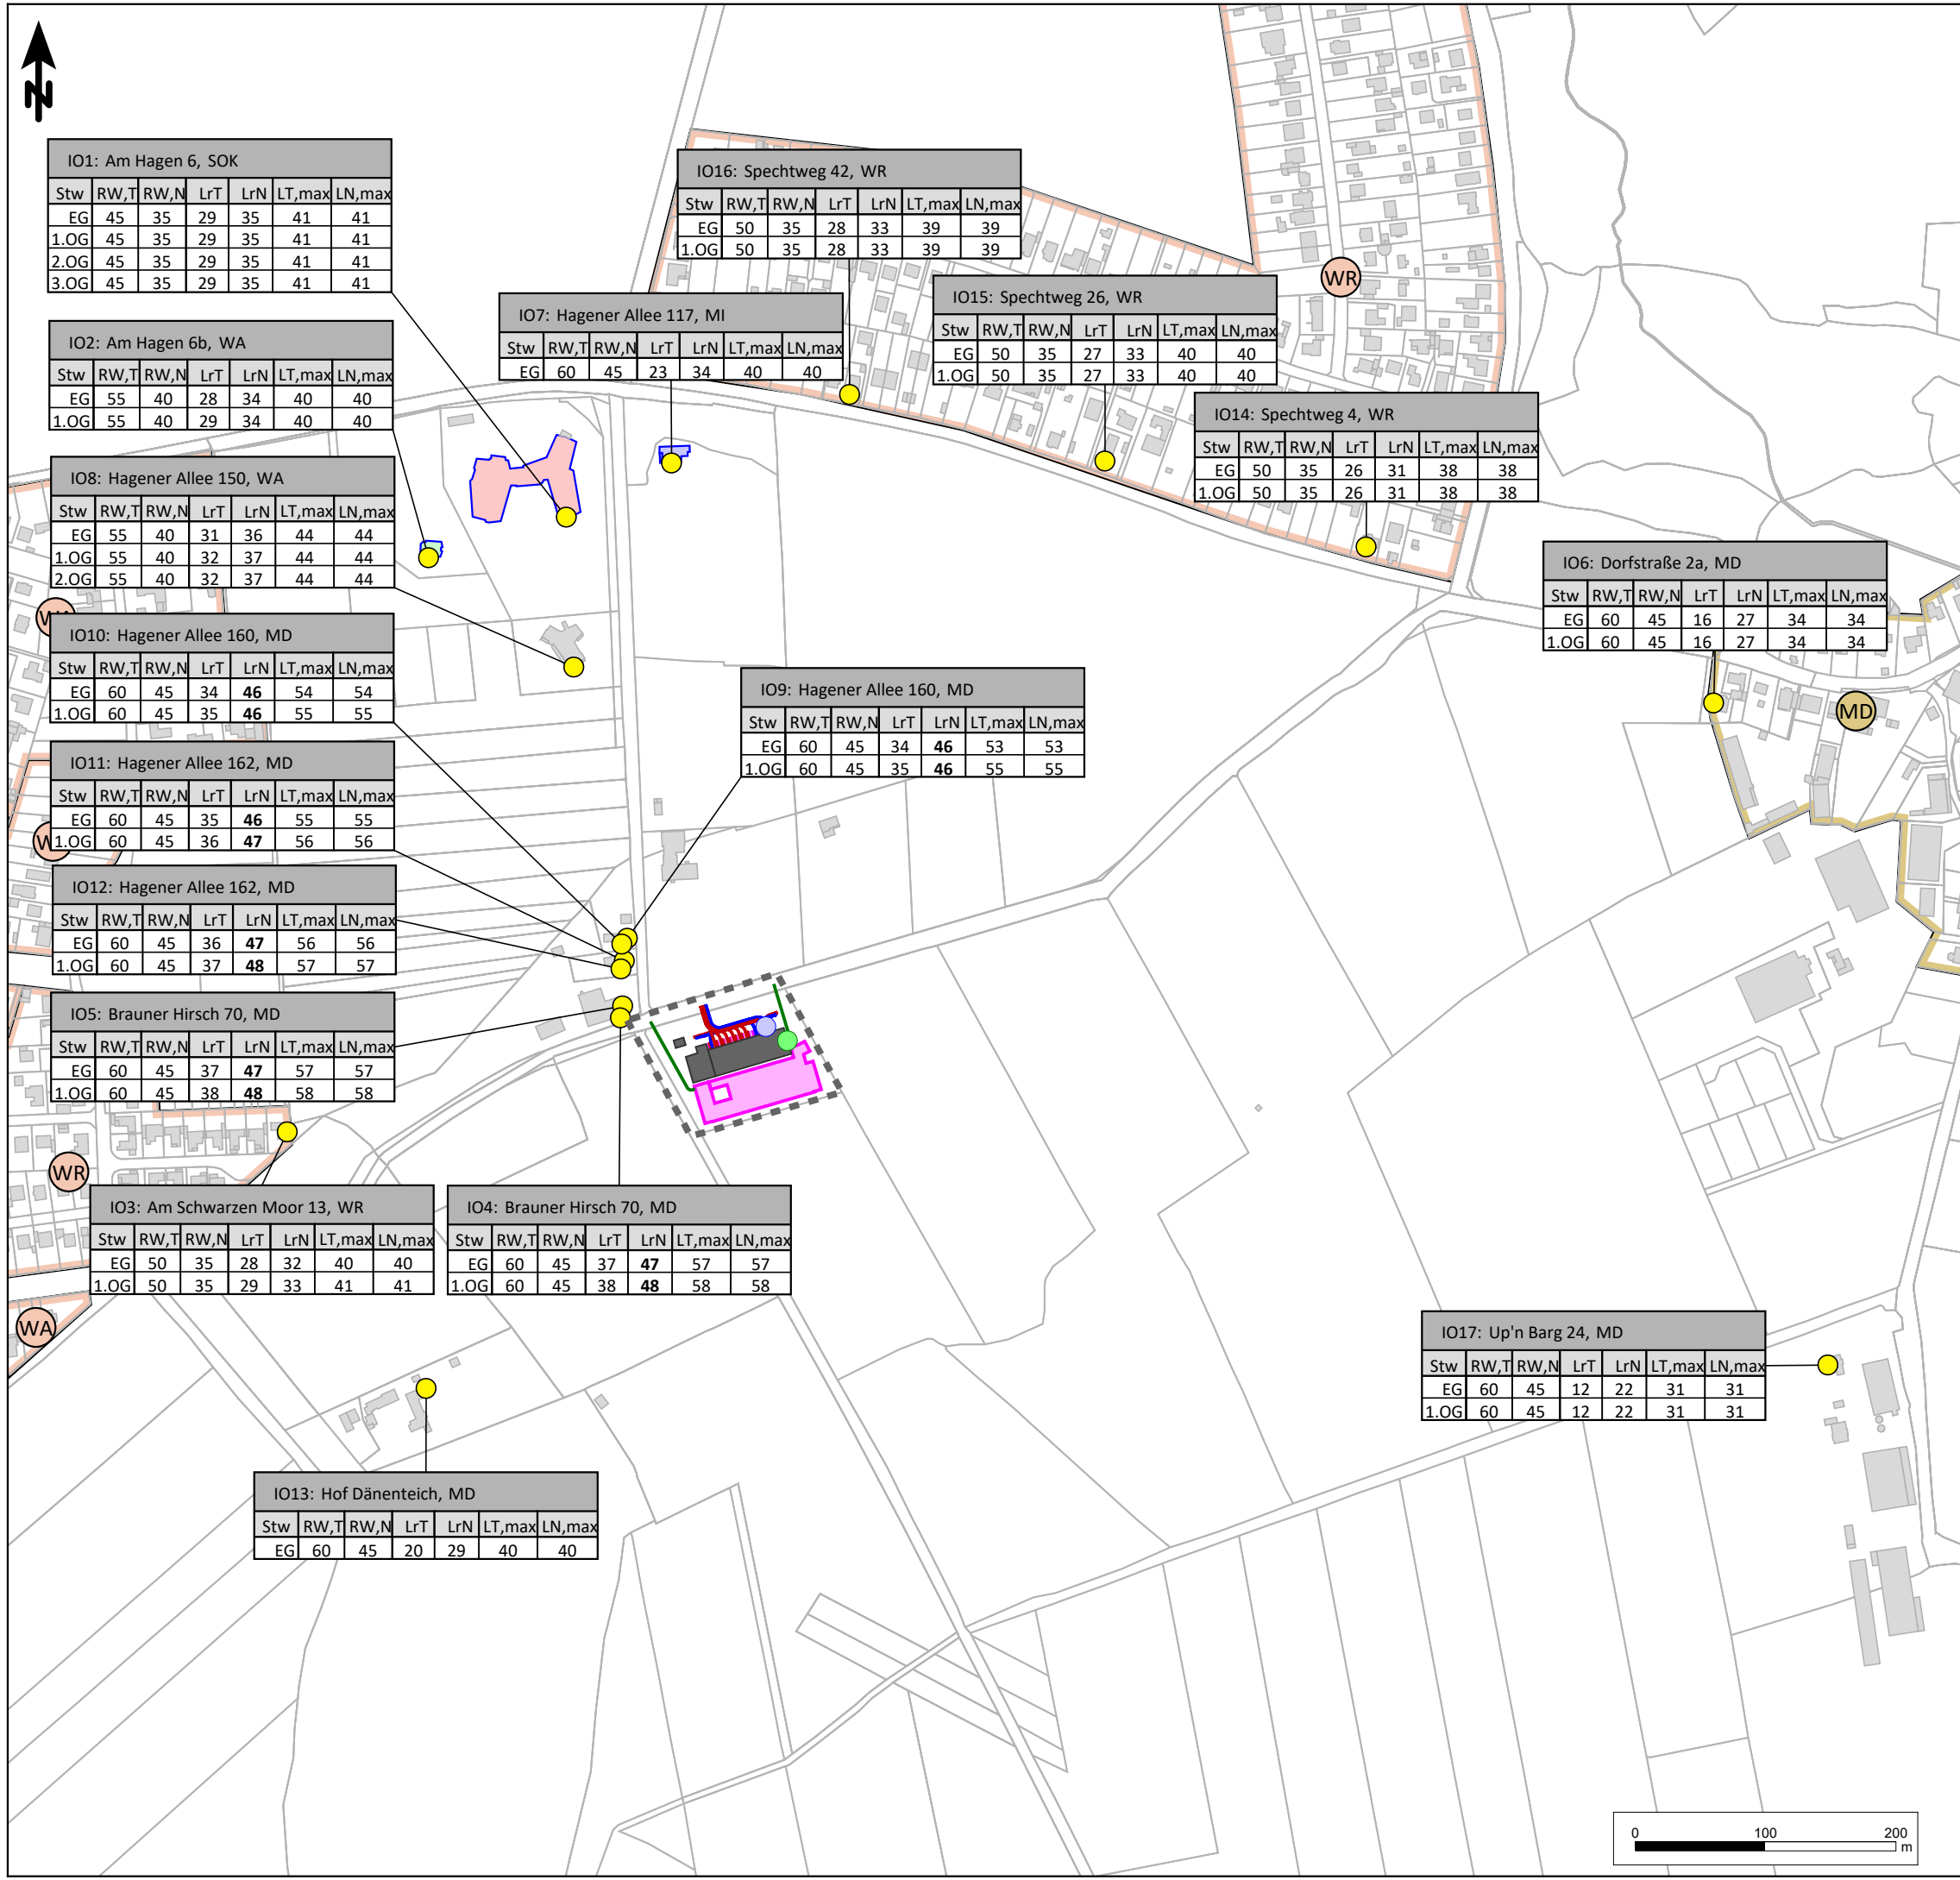 N
IO1: Am Hagen 6, SOK
Stw RW,T RW,N LrT LrN LT,max LN,max
EG 45 35 29 35 41 41
1.OG 45 35 29 35 41 41
2.OG 45 35 29 35 41 41
3.OG 45 35 29 35 41 41
IO16: Spechtweg 42, WR
Stw RW,T RW,N LrT LrN LT,max LN,max
EG 50 35 28 33 39 39
1.OG 50 35 28 33 39 39
WR
IO15: Spechtweg 26, WR
Stw RW,T RW,N LrT LrN LT,max LN,max
EG 50 35 27 33 40 40
1.OG 50 35 27 33 40 40
IO7: Hagener Allee 117, MI
Stw RW,T RW,N LrT LrN LT,max LN,max
EG 60 45 23 34 40 40
IO2: Am Hagen 6b, WA
Stw RW,T RW,N LrT LrN LT,max LN,max
EG 55 40 28 34 40 40
1.OG 55 40 29 34 40 40
IO14: Spechtweg 4, WR
Stw RW,T RW,N LrT LrN LT,max LN,max
EG 50 35 26 31 38 38
1.OG 50 35 26 31 38 38
IO8: Hagener Allee 150, WA
Stw RW,T RW,N LrT LrN LT,max LN,max
EG 55 40 31 36 44 44
1.OG 55 40 32 37 44 44
2.OG 55 40 32 37 44 44
IO6: Dorfstraße 2a, MD
Stw RW,T RW,N LrT LrN LT,max LN,max
EG 60 45 16 27 34 34
1.OG 60 45 16 27 34 34
MD
IO10: Hagener Allee 160, MD
Stw RW,T RW,N LrT LrN LT,max LN,max
EG 60 45 34 46 54 54
1.OG 60 45 35 46 55 55
IO9: Hagener Allee 160, MD
Stw RW,T RW,N LrT LrN LT,max LN,max
EG 60 45 34 46 53 53
1.OG 60 45 35 46 55 55
IO11: Hagener Allee 162, MD
Stw RW,T RW,N LrT LrN LT,max LN,max
EG 60 45 35 46 55 55
1.OG 60 45 36 47 56 56
IO12: Hagener Allee 162, MD
Stw RW,T RW,N LrT LrN LT,max LN,max
EG 60 45 36 47 56 56
1.OG 60 45 37 48 57 57
IO5: Brauner Hirsch 70, MD
Stw RW,T RW,N LrT LrN LT,max LN,max
EG 60 45 37 47 57 57
1.OG 60 45 38 48 58 58
WR
IO3: Am Schwarzen Moor 13, WR
Stw RW,T RW,N LrT LrN LT,max LN,max
EG 50 35 28 32 40 40
1.OG 50 35 29 33 41 41
IO4: Brauner Hirsch 70, MD
Stw RW,T RW,N LrT LrN LT,max LN,max
EG 60 45 37 47 57 57
1.OG 60 45 38 48 58 58
WA
IO17: Up'n Barg 24, MD
Stw RW,T RW,N LrT LrN LT,max LN,max
EG 60 45 12 22 31 31
1.OG 60 45 12 22 31 31
IO13: Hof Dänenteich, MD
Stw RW,T RW,N LrT LrN LT,max LN,max
EG 60 45 20 29 40 40
0 100 200
m